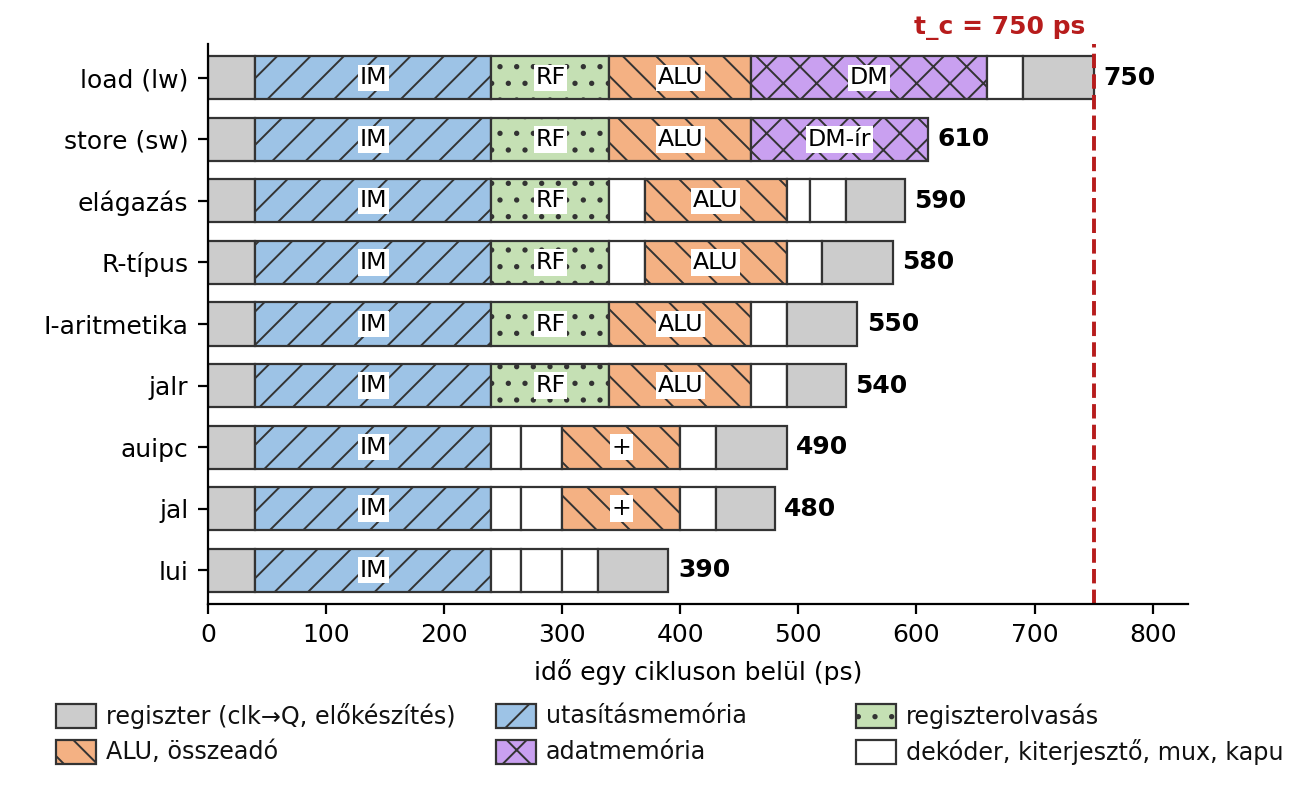 t_c = 750 ps
load (lw) IM RF ALU DM 750
store (sw) IM RF ALU DM-ír 610
elágazás IM RF ALU 590
R-típus IM RF ALU 580
I-aritmetika IM RF ALU 550
jalr IM RF ALU 540
auipc IM + 490
jal IM + 480
lui IM 390
0 100 200 300 400 500 600 700 800
idő egy cikluson belül (ps)
regiszter (clk→Q, előkészítés) utasításmemória regiszterolvasás
ALU, összeadó adatmemória dekóder, kiterjesztő, mux, kapu